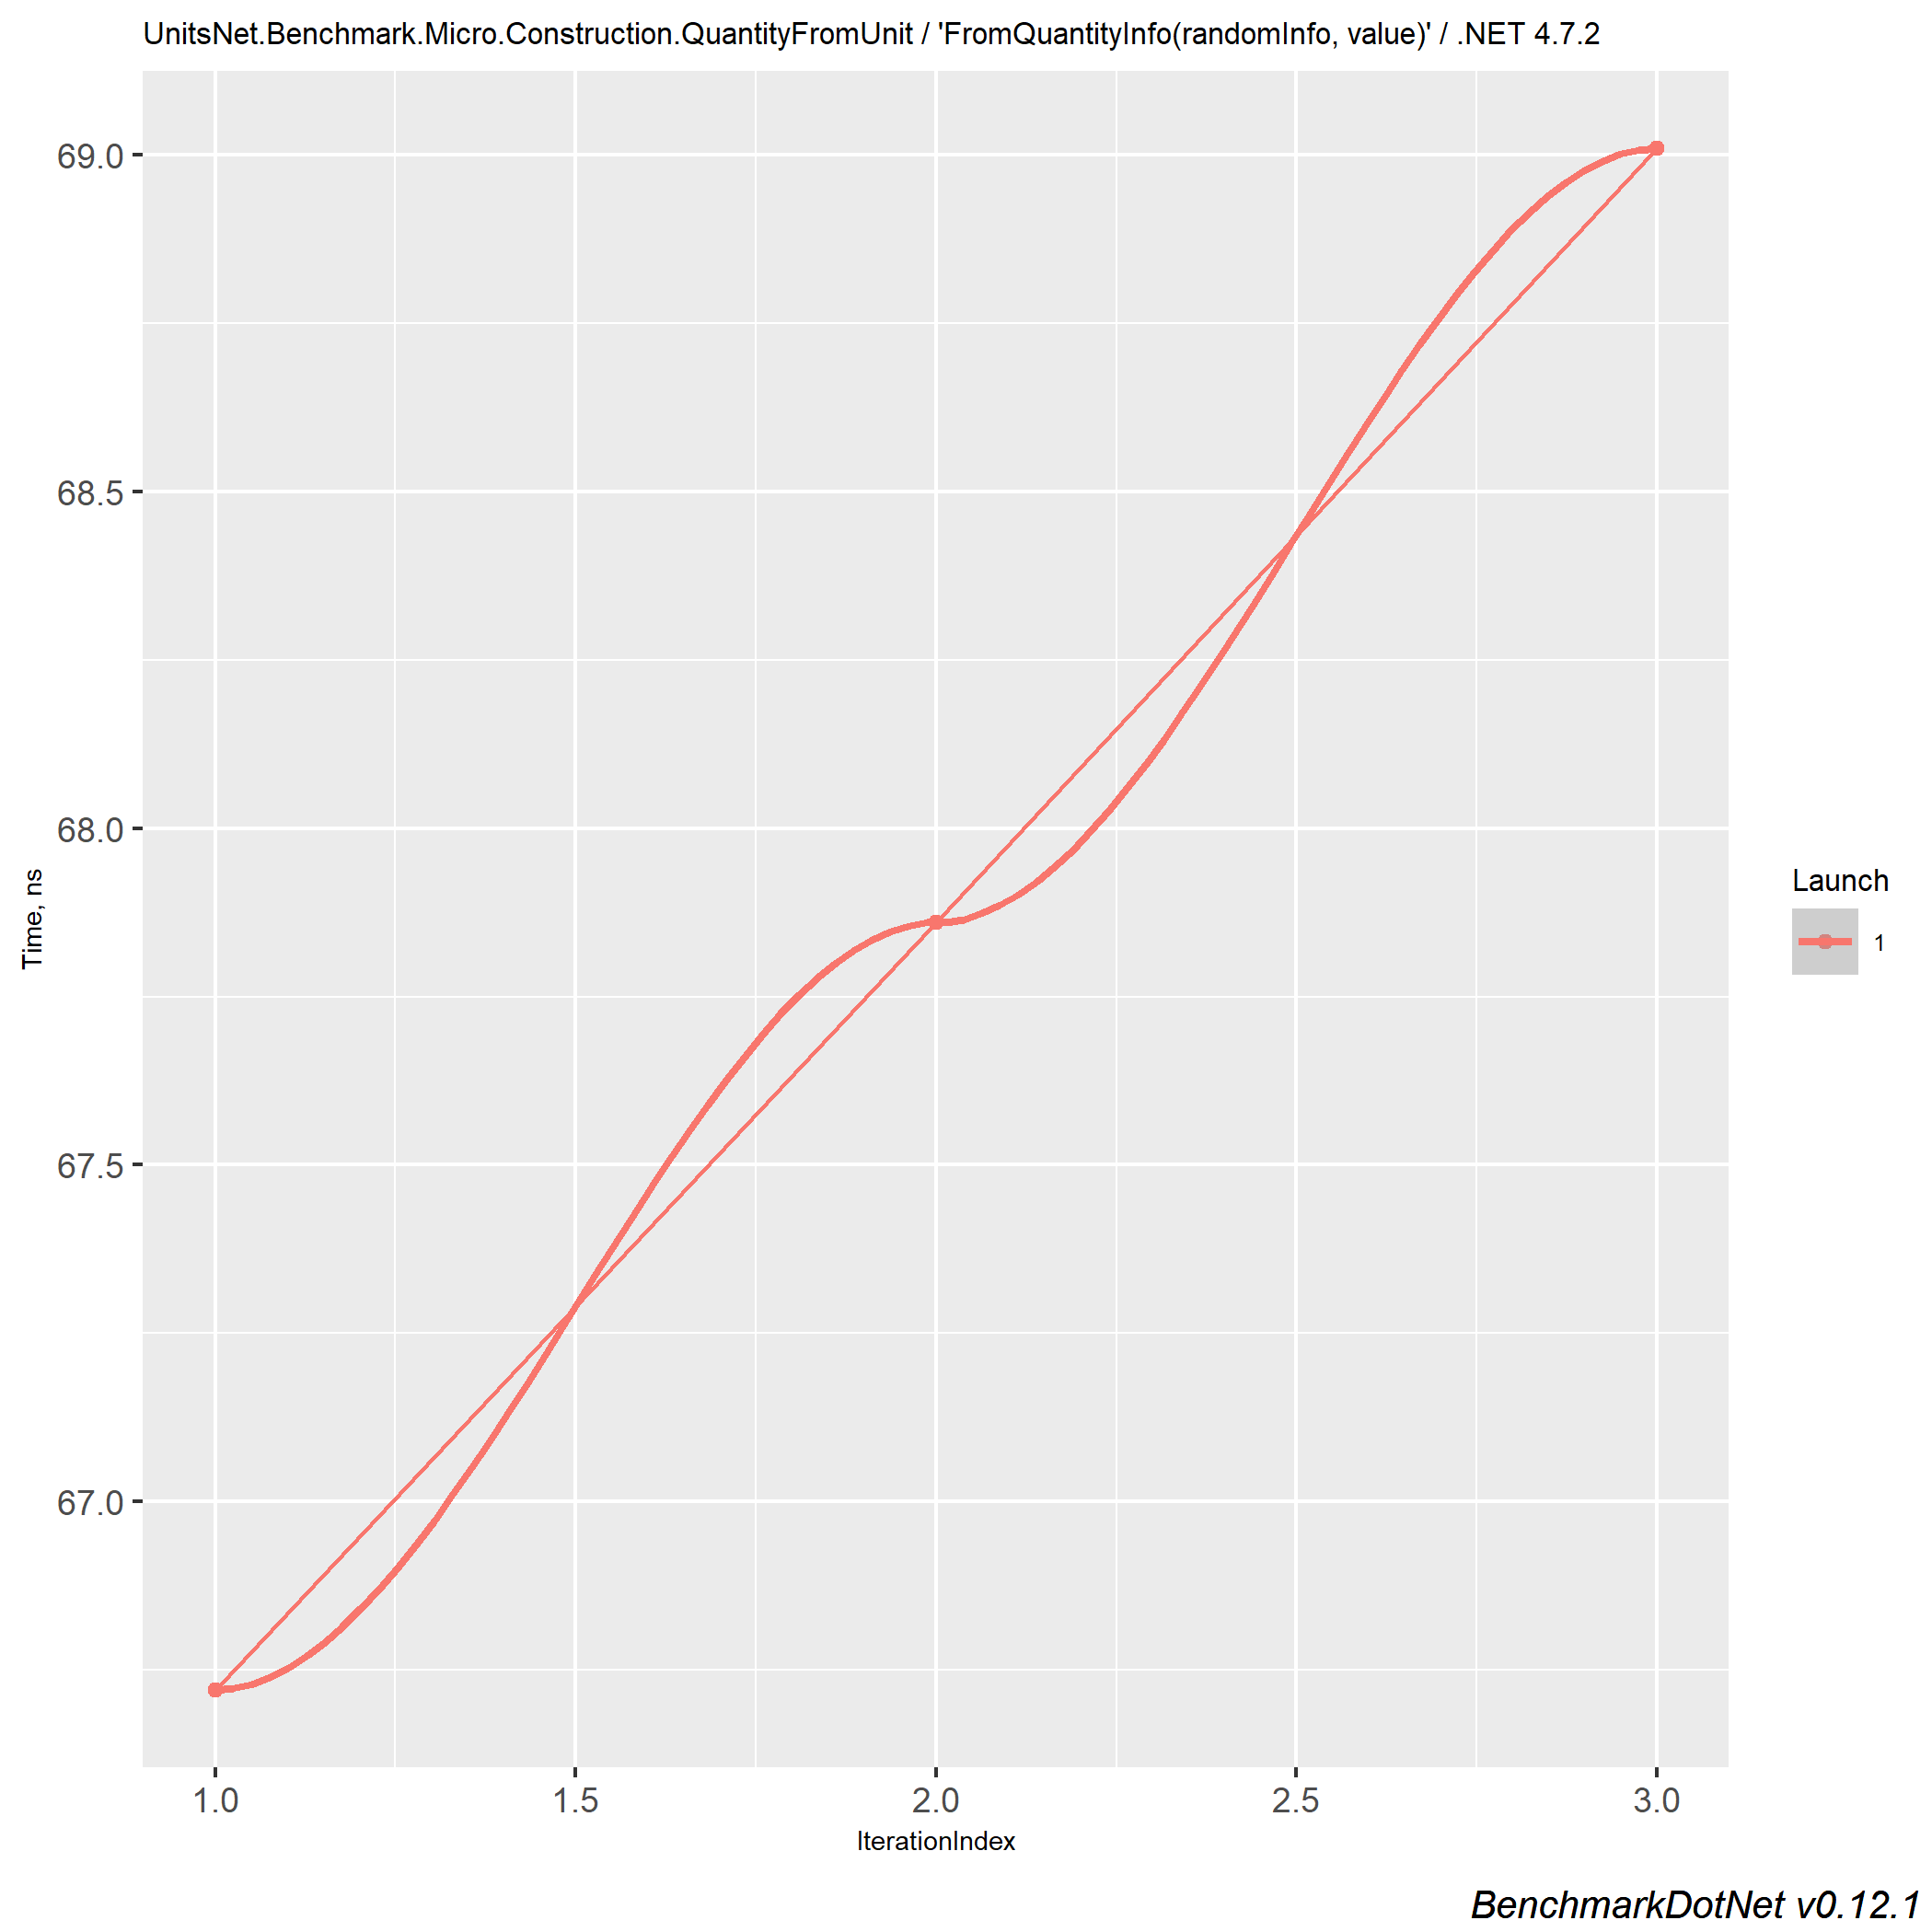 UnitsNet.Benchmark.Micro.Construction.QuantityFromUnit / 'FromQuantityInfo(randomInfo, value)' / .NET 4.7.2
69.0
68.5
68.0
67.5
67.0
Time, ns
1.0 1.5 2.0 2.5 3.0
IterationIndex
Launch
1
BenchmarkDotNet v0.12.1